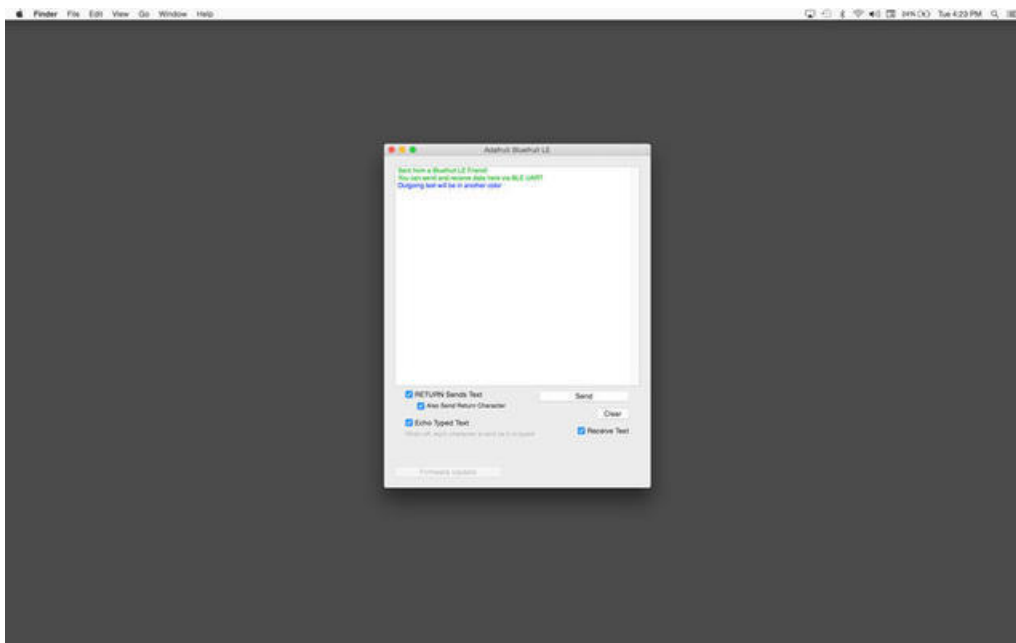 Finder File Edit View Go Window Help
Tue 4:29 PM
Adafruit Bluefruit LE
Sent from a Bluefruit LE Friend!
You can send and receive data here via BLE UART
Outgoing text will be in another color
RETURN Sends Text
Send
Also Send Return Character
Clear
Echo Typed Text
Receive Text
Firmware Update